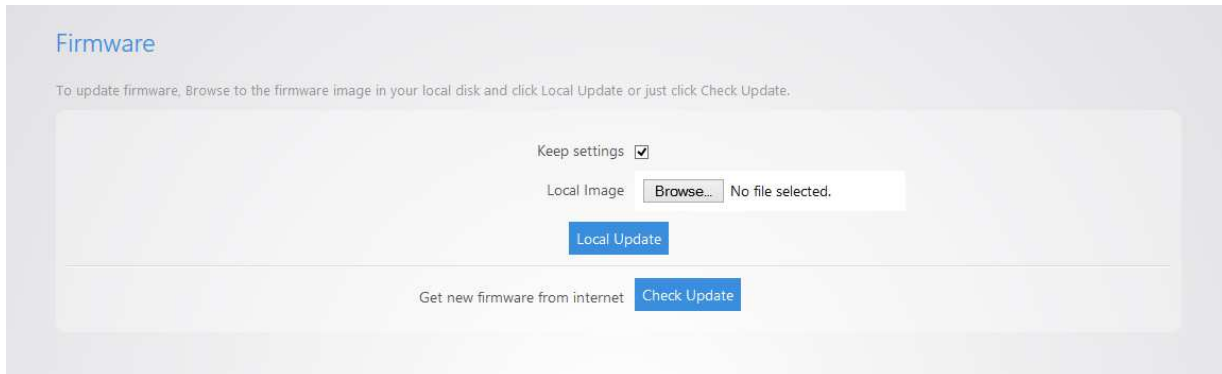 Firmware
To update firmware, Browse to the firmware image in your local disk and click Local Update or just click Check Update.
Keep settings
Local Image Browse... No file selected.
Local Update
Get new firmware from internet Check Update